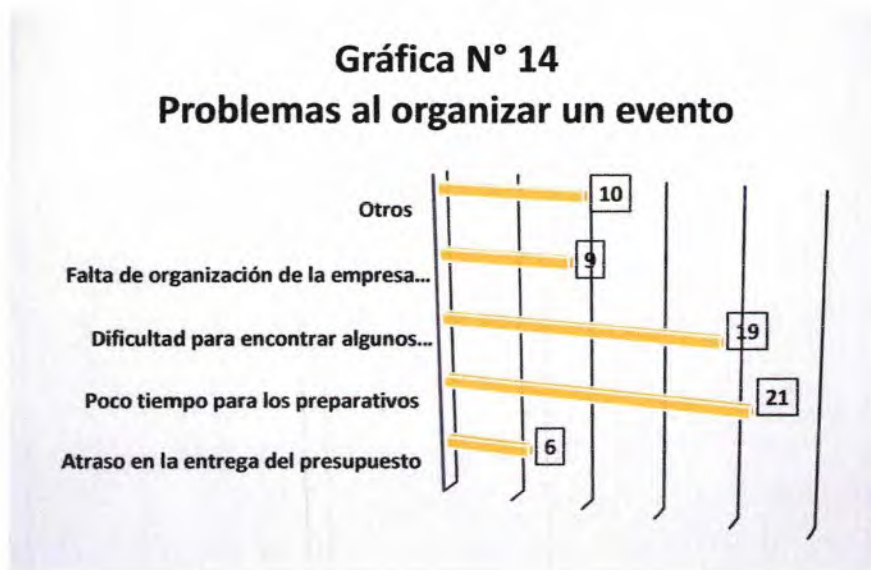 Gráfica N° 14
Problemas al organizar un evento
Otros
10
Falta de organización de la empresa...
9
Dificultad para encontrar algunos...
19
Poco tiempo para los preparativos
21
Atraso en la entrega del presupuesto
6